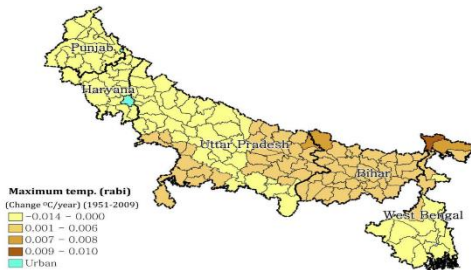 Punjab
Haryana
Uttar Pradesh
Bihar
West Bengal
Maximum temp. (rabi)
(Change ºC/year) (1951-2009)
-0.014 - 0.000
0.001 - 0.006
0.007 - 0.008
0.009 - 0.010
Urban